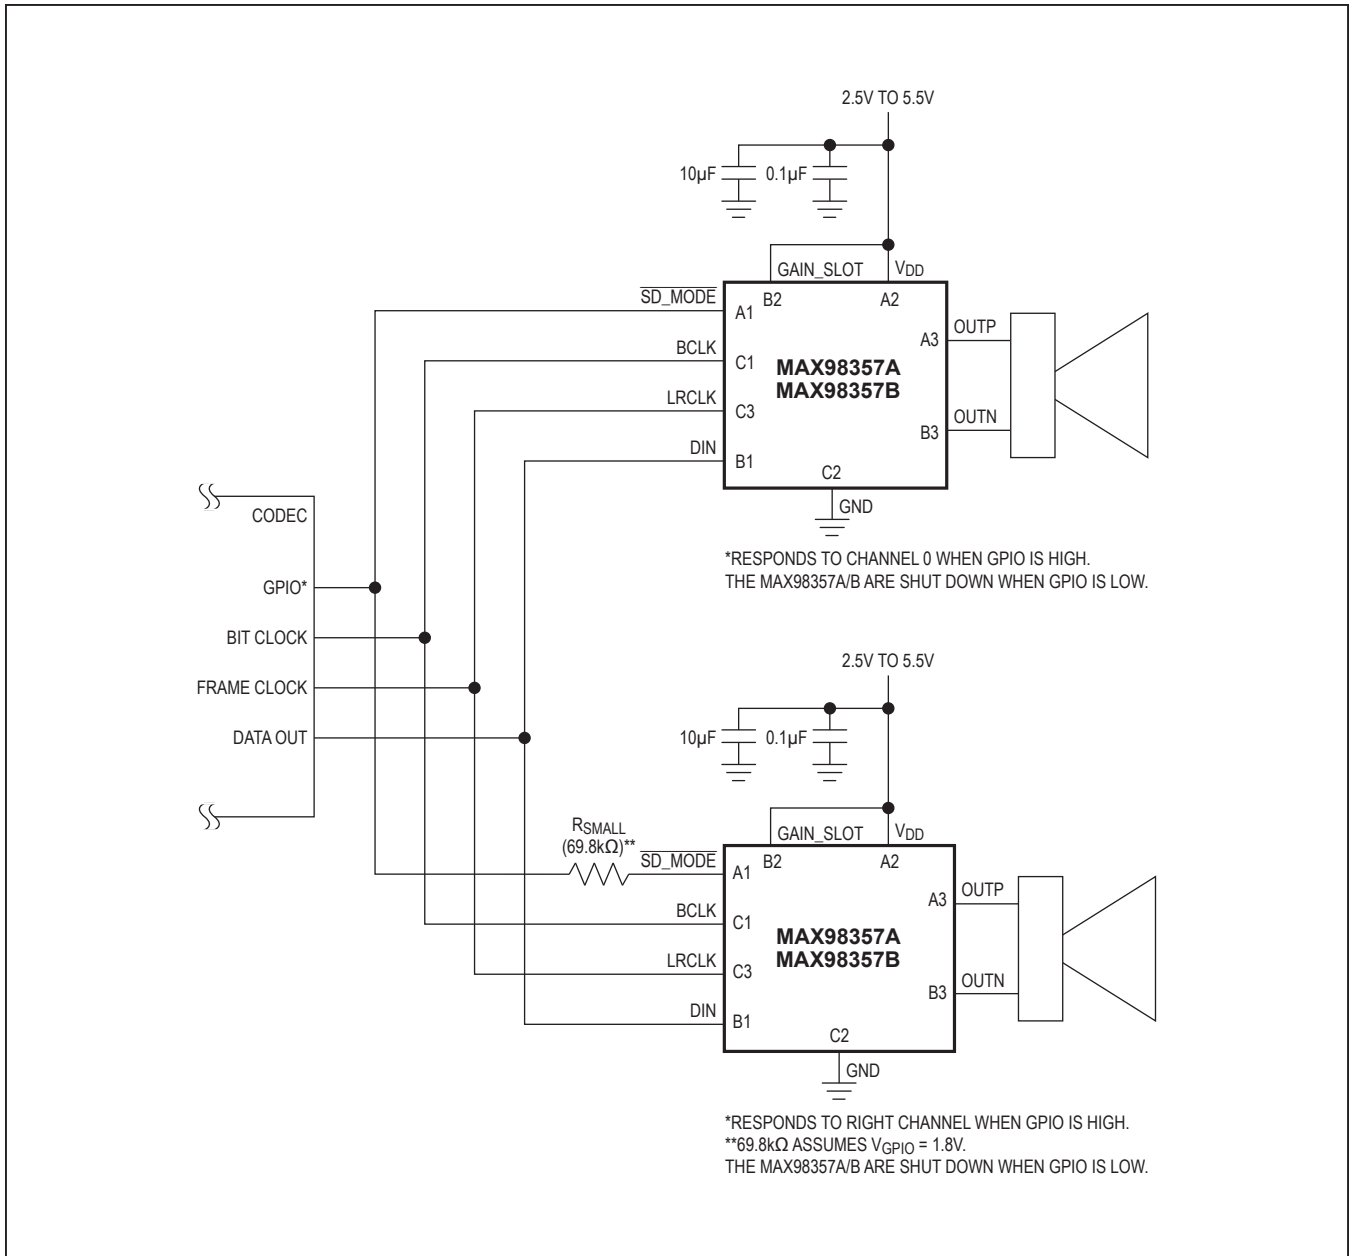 2.5V TO 5.5V
10µF
0.1µF
GAIN_SLOT
VDD
SD_MODE
B2
A2
A1
OUTP
A3
BCLK
C1
MAX98357A
MAX98357B
LRCLK
C3
OUTN
B3
DIN
B1
C2
GND
CODEC
*RESPONDS TO CHANNEL 0 WHEN GPIO IS HIGH.
THE MAX98357A/B ARE SHUT DOWN WHEN GPIO IS LOW.
GPIO*
BIT CLOCK
FRAME CLOCK
DATA OUT
2.5V TO 5.5V
10µF
0.1µF
RSMALL
(69.8kΩ)**
GAIN_SLOT
VDD
SD_MODE
B2
A2
A1
OUTP
A3
BCLK
C1
MAX98357A
MAX98357B
LRCLK
C3
OUTN
B3
DIN
B1
C2
GND
*RESPONDS TO RIGHT CHANNEL WHEN GPIO IS HIGH.
**69.8kΩ ASSUMES VGPIO = 1.8V.
THE MAX98357A/B ARE SHUT DOWN WHEN GPIO IS LOW.